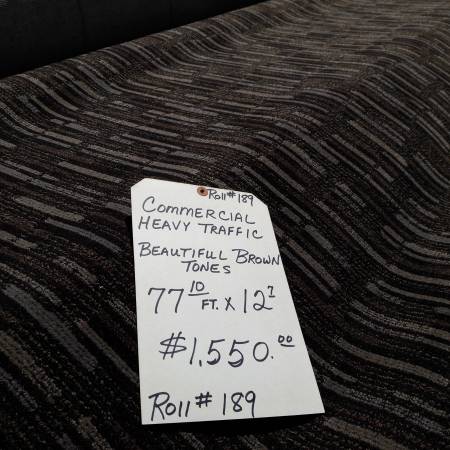 Roll# 189
Commercial
Heavy Traffic
Beautiful Brown
Tones
77 10 FT. x 12 7
$1,550.00
Roll # 189